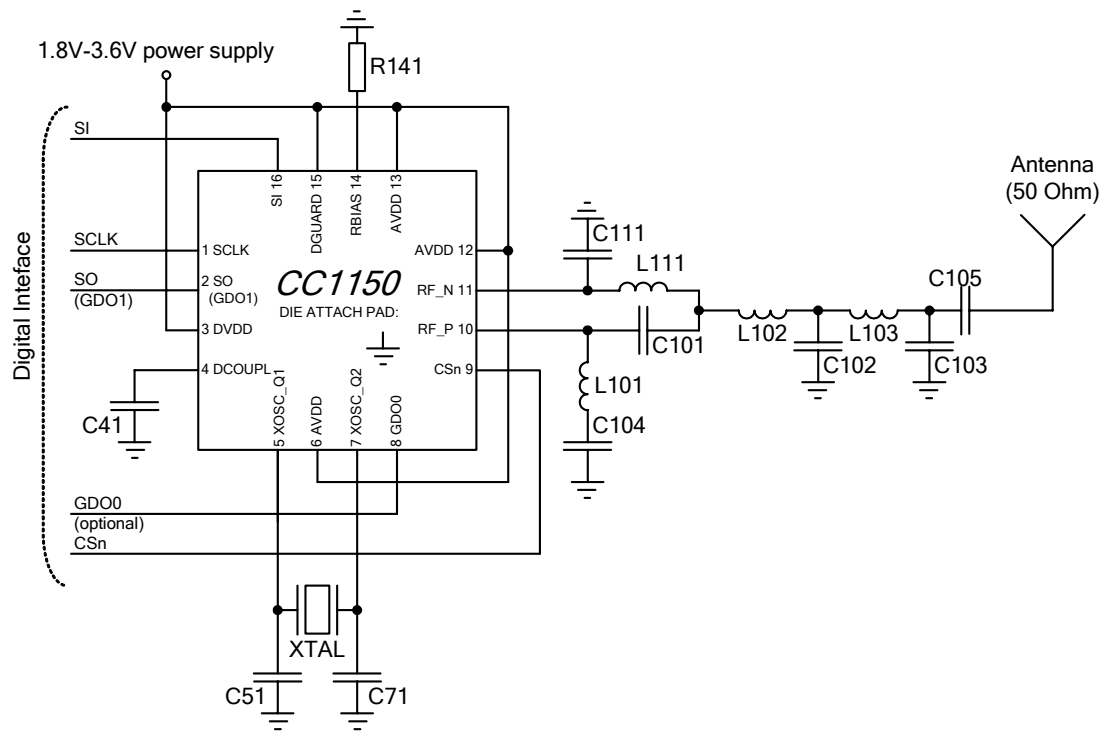 1.8V-3.6V power supply
R141
SI
SI 16
DGUARD 15
RBIAS 14
AVDD 13
Antenna
(50 Ohm)
Digital Inteface
SCLK
1 SCLK
AVDD 12
C111
L111
C105
SO
(GDO1)
2 SO
(GDO1)
CC1150
DIE ATTACH PAD:
RF_N 11
3 DVDD
RF_P 10
C101
L102
L103
C102
C103
4 DCOUPL
CSn 9
L101
C41
5 XOSC_Q1
6 AVDD
7 XOSC_Q2
8 GDO0
C104
GDO0
(optional)
CSn
XTAL
C51
C71